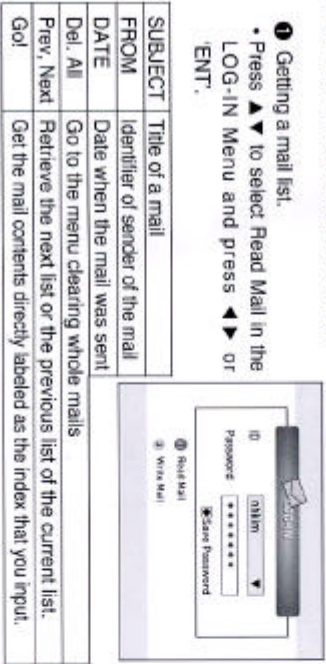 ❶ Getting a mail list.
• Press ▲▼ to select Read Mail in the
LOG-IN Menu and press ◀▶ or
'ENT'.
ID nhkim ▼
Password *******
Save Password
① Read Mail
② Write Mail
SUBJECT Title of a mail
FROM Identifier of sender of the mail
DATE Date when the mail was sent
Del. All Go to the menu clearing whole mails
Prev, Next Retrieve the next list or the previous list of the current list.
Go! Get the mail contents directly labeled as the index that you input.